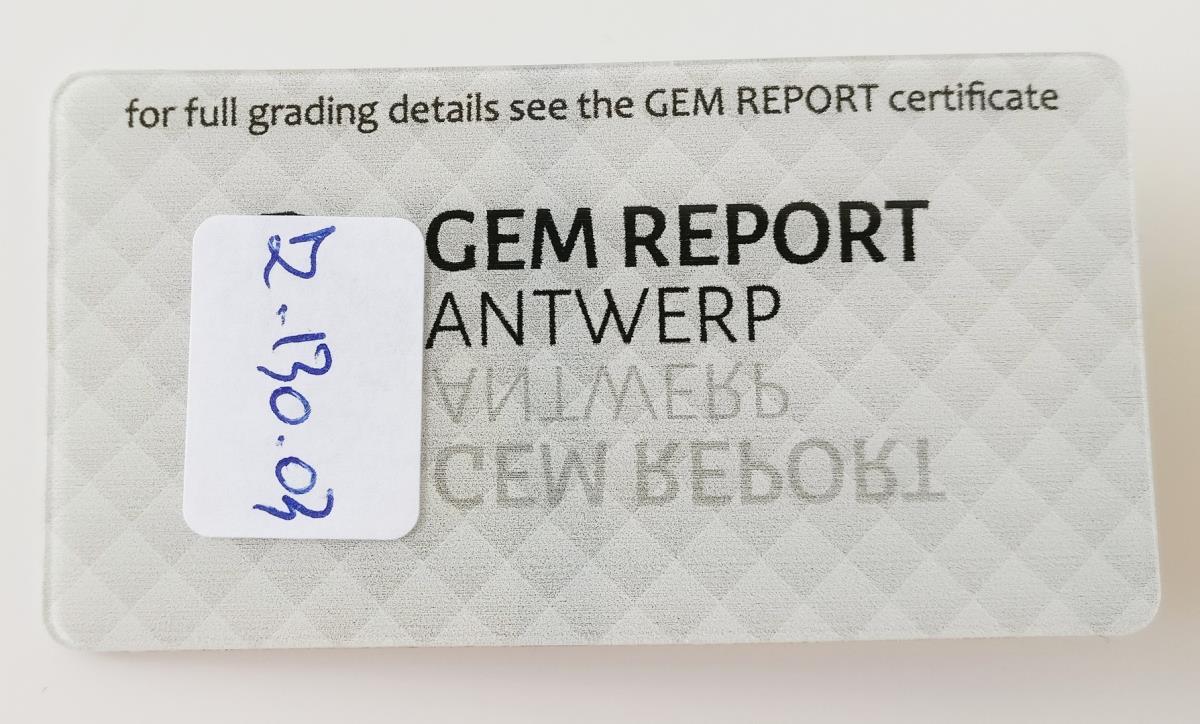 for full grading details see the GEM REPORT certificate
GEM REPORT
ANTWERP
ANTWERP
GEM REPORT
130.03